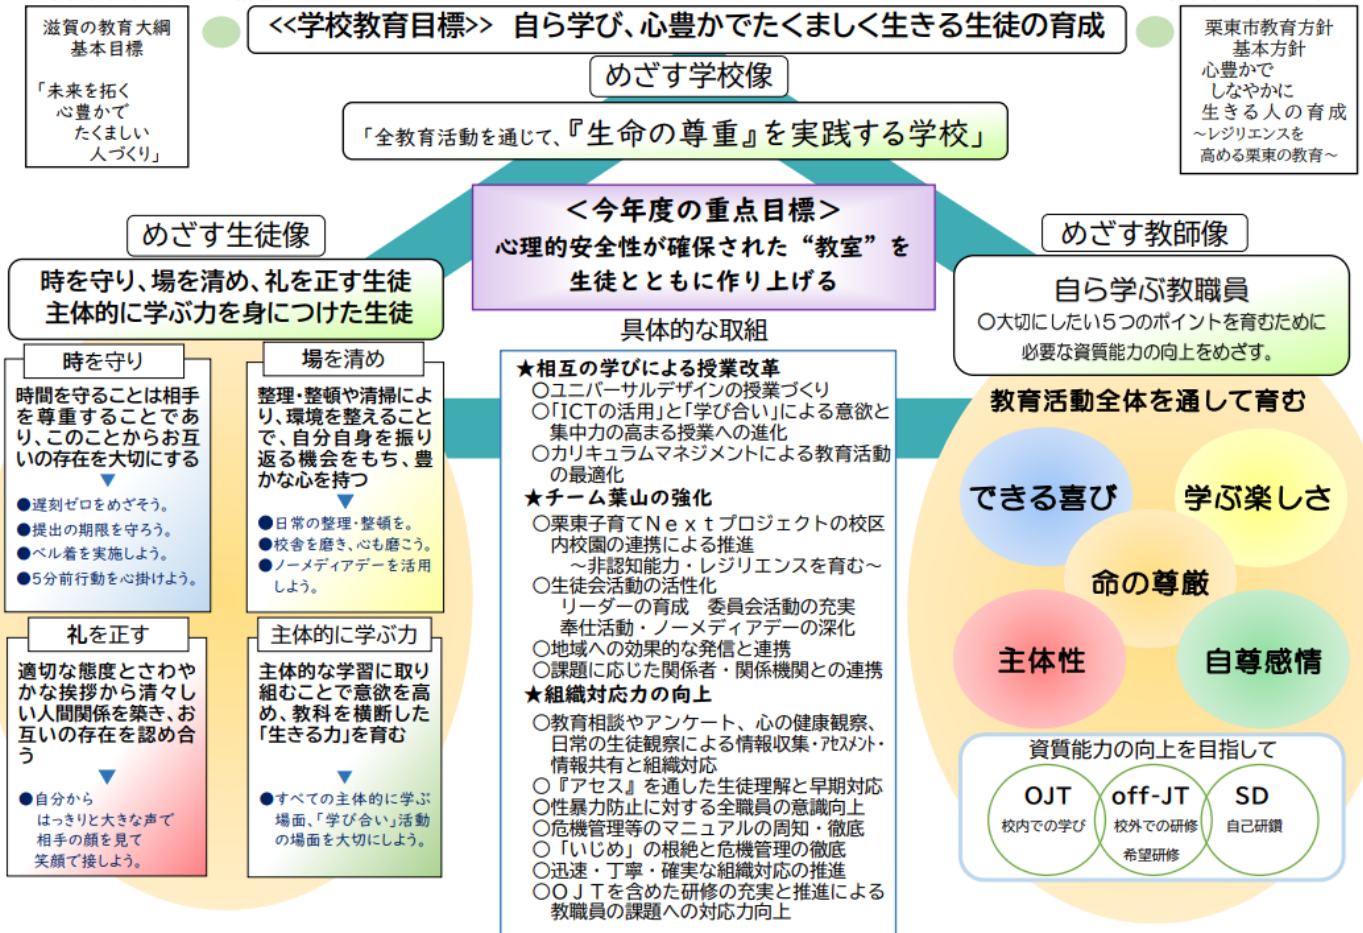 滋賀の教育大綱
基本目標
「未来を拓く
心豊かで
たくましい
人づくり」
≪学校教育目標≫ 自ら学び、心豊かでたくましく生きる生徒の育成
栗東市教育方針
基本方針
心豊かで
しなやかに
生きる人の育成
～レジリエンスを
高める栗東の教育～
めざす学校像
「全教育活動を通じて、『生命の尊重』を実践する学校」
＜今年度の重点目標＞
心理的安全性が確保された“教室”を
生徒とともに作り上げる
めざす生徒像
時を守り、場を清め、礼を正す生徒
主体的に学ぶ力を身につけた生徒
時を守り
時間を守ることは相手
を尊重することであ
り、このことからお互
いの存在を大切にする
●遅刻ゼロをめざそう。
●提出の期限を守ろう。
●ベル着を実施しよう。
●5分前行動を心掛けよう。
場を清め
整理・整頓や清掃によ
り、環境を整えること
で、自分自身を振り
返る機会をもち、豊
かな心を持つ
●日常の整理・整頓を。
●校舎を磨き、心も磨こう。
●ノーメディアデーを活用
しよう。
礼を正す
適切な態度とさわや
かな挨拶から清々し
い人間関係を築き、お
互いの存在を認め合
う
●自分から
はっきりと大きな声で
相手の顔を見て
笑顔で接しよう。
主体的に学ぶ力
主体的な学習に取り
組むことで意欲を高
め、教科を横断した
「生きる力」を育む
●すべての主体的に学ぶ
場面、「学び合い」活動
の場面を大切にしよう。
具体的な取組
★相互の学びによる授業改革
○ユニバーサルデザインの授業づくり
○「ICTの活用」と「学び合い」による意欲と
集中力の高まる授業への進化
○カリキュラムマネジメントによる教育活動
の最適化
★チーム葉山の強化
○栗東子育てＮｅｘｔプロジェクトの校区
内校園の連携による推進
～非認知能力・レジリエンスを育む～
○生徒会活動の活性化
リーダーの育成　委員会活動の充実
奉仕活動・ノーメディアデーの深化
○地域への効果的な発信と連携
○課題に応じた関係者・関係機関との連携
★組織対応力の向上
○教育相談やアンケート、心の健康観察、
日常の生徒観察による情報収集・ｱｾｽﾒﾝﾄ・
情報共有と組織対応
○『アセス』を通した生徒理解と早期対応
○性暴力防止に対する全職員の意識向上
○危機管理等のマニュアルの周知・徹底
○「いじめ」の根絶と危機管理の徹底
○迅速・丁寧・確実な組織対応の推進
○ＯＪＴを含めた研修の充実と推進による
教職員の課題への対応力向上
めざす教師像
自ら学ぶ教職員
○大切にしたい５つのポイントを育むために
必要な資質能力の向上をめざす。
教育活動全体を通して育む
できる喜び
学ぶ楽しさ
命の尊厳
主体性
自尊感情
資質能力の向上を目指して
OJT
校内での学び
off-JT
校外での研修
希望研修
SD
自己研鑽